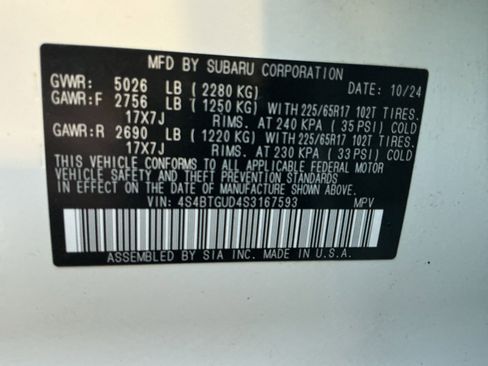 MFD BY SUBARU CORPORATION
GVWR: 5026 LB ( 2280 KG) DATE: 10/24
GAWR:F 2756 LB ( 1250 KG) WITH 225/65R17 102T TIRES.
17X7J RIMS. AT 240 KPA ( 35 PSI) COLD
GAWR:R 2690 LB ( 1220 KG) WITH 225/65R17 102T TIRES.
17X7J RIMS. AT 230 KPA ( 33 PSI) COLD
THIS VEHICLE CONFORMS TO ALL APPLICABLE FEDERAL MOTOR
VEHICLE SAFETY AND THEFT PREVENTION STANDARDS IN
EFFECT ON THE DATE OF MANUFACTURE SHOWN ABOVE.
VIN: 4S4BTGUD4S3167593 MPV
ASSEMBLED BY SIA INC. MADE IN U.S.A.